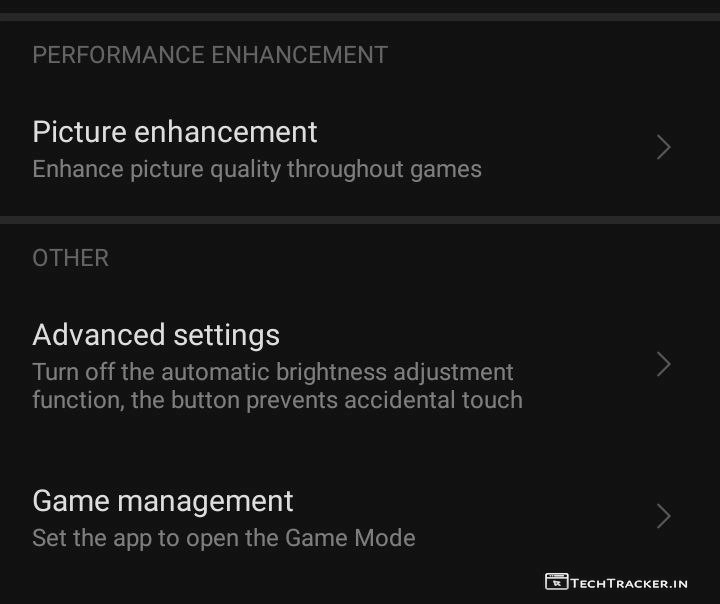 PERFORMANCE ENHANCEMENT
Picture enhancement
Enhance picture quality throughout games
OTHER
Advanced settings
Turn off the automatic brightness adjustment
function, the button prevents accidental touch
Game management
Set the app to open the Game Mode
TECHTRACKER.IN